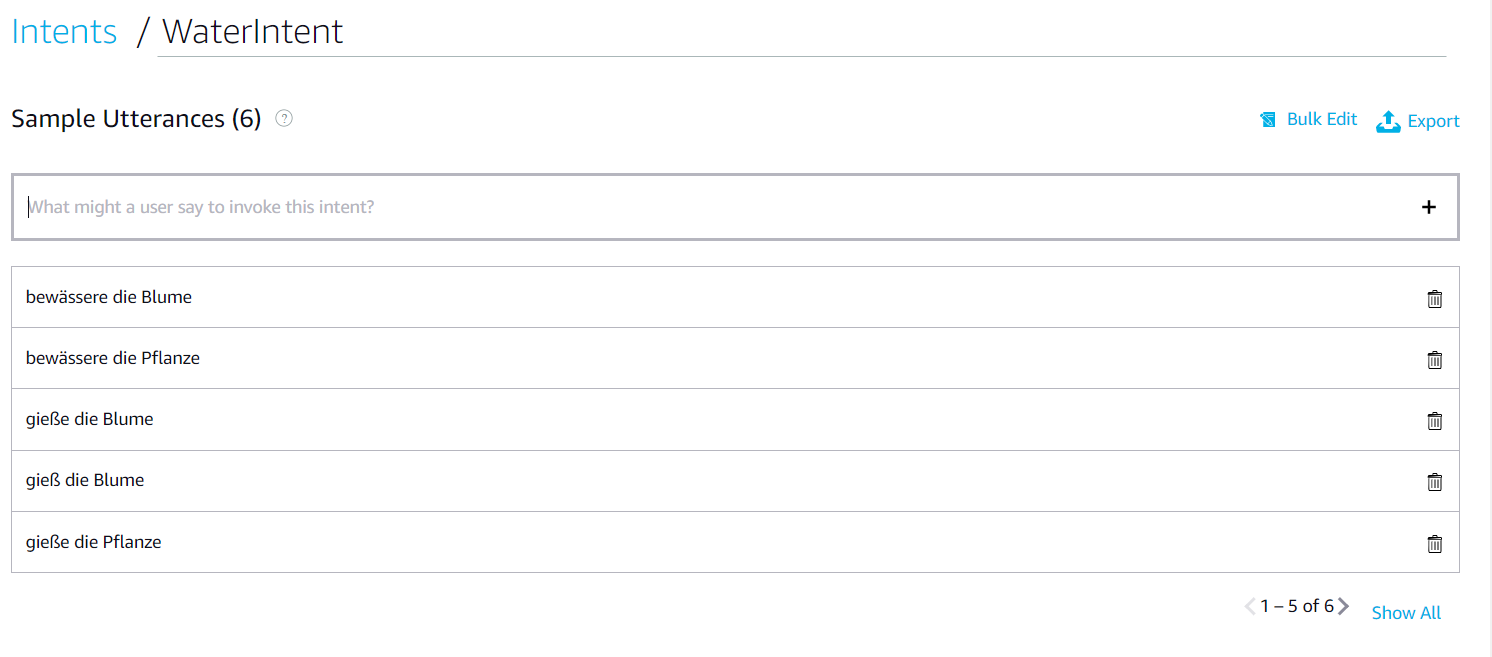 Intents / WaterIntent
Sample Utterances (6) ?
Bulk Edit Export
What might a user say to invoke this intent? +
bewässere die Blume
bewässere die Pflanze
gieße die Blume
gieß die Blume
gieße die Pflanze
1 – 5 of 6 Show All